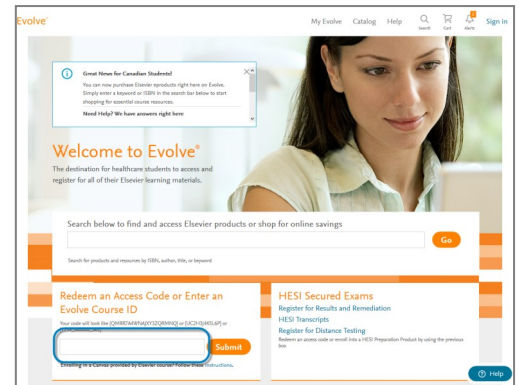 Evolve®
My Evolve Catalog Help Search Cart Alerts Sign in
Great News for Canadian Students!
You can now purchase Elsevier eproducts right here on Evolve.
Simply enter a keyword or ISBN in the search bar below to start
shopping for essential course resources.
Need Help? We have answers right here
Welcome to Evolve®
The destination for healthcare students to access and
register for all of their Elsevier learning materials.
Search below to find and access Elsevier products or shop for online savings
Go
Search for products and resources by ISBN, author, title, or keyword
Redeem an Access Code or Enter an
Evolve Course ID
Your code will look like
Submit
Enrolling in a Canvas provided by Elsevier course? Follow these instructions.
HESI Secured Exams
Register for Results and Remediation
HESI Transcripts
Register for Distance Testing
Redeem an access code or enroll into a HESI Preparation Product by using the previous
box
Help